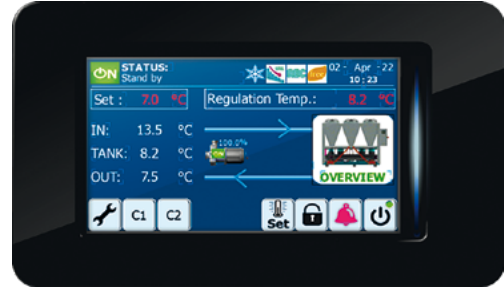 ON STATUS:
Stand by
02 - Apr - 22
10 : 23
Set : 7.0 °C
Regulation Temp.: 8.2 °C
IN: 13.5 °C
100.0%
TANK: 8.2 °C
OUT: 7.5 °C
OVERVIEW
C1
C2
Set